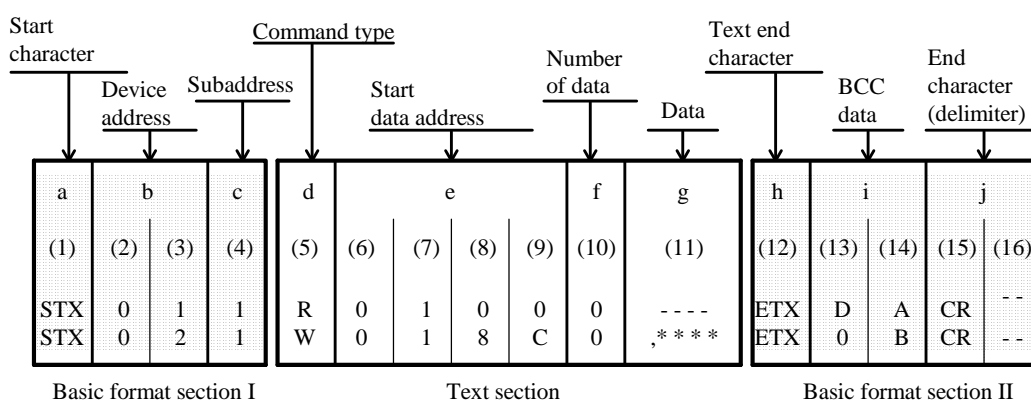 Start
character
Device
address
Subaddress
Command type
Start
data address
Number
of data
Data
Text end
character
BCC
data
End
character
(delimiter)
a b c d e f g h i j
(1) (2) (3) (4) (5) (6) (7) (8) (9) (10) (11) (12) (13) (14) (15) (16)
STX 0 1 1 R 0 1 0 0 0 - - - - ETX D A CR - -
STX 0 2 1 W 0 1 8 C 0 ,* * * * ETX 0 B CR - -
Basic format section I Text section Basic format section II